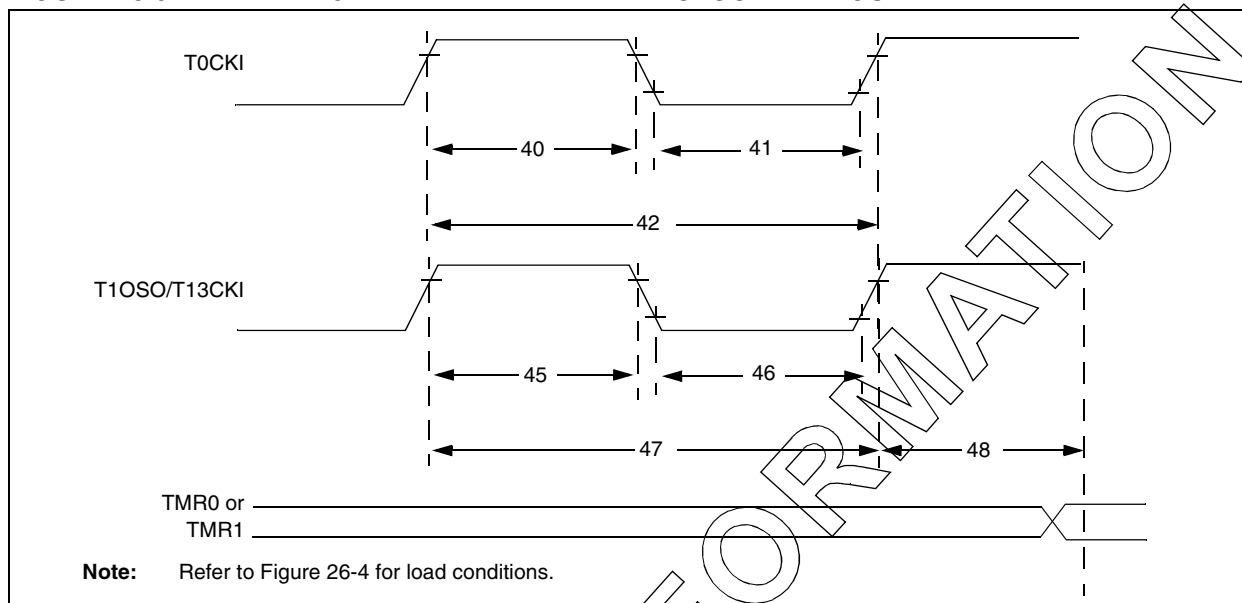 T0CKI
40
41
42
T1OSO/T13CKI
45
46
47
48
TMR0 or
TMR1
Note: Refer to Figure 26-4 for load conditions.
FORMATION